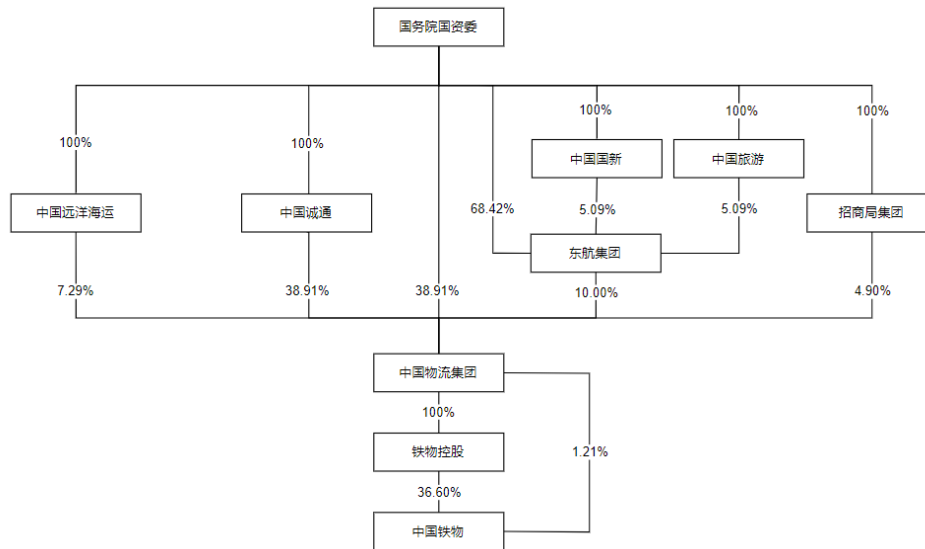 国务院国资委
100%
100%
100%
100%
100%
中国国新
中国旅游
中国远洋海运
中国诚通
68.42%
5.09%
5.09%
招商局集团
东航集团
7.29%
38.91%
38.91%
10.00%
4.90%
中国物流集团
100%
铁物控股
1.21%
36.60%
中国铁物